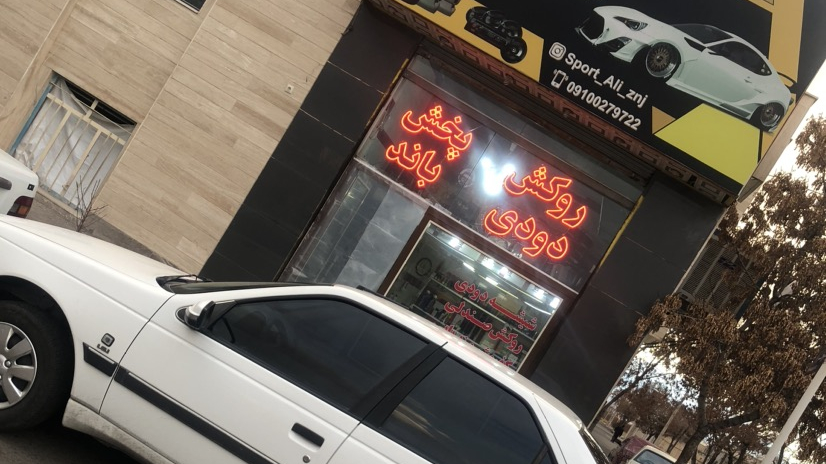 Sport_Ali_znj
09100279722
پخش
باند
روکش
دودی
شیشه دودی
روکش صندلی